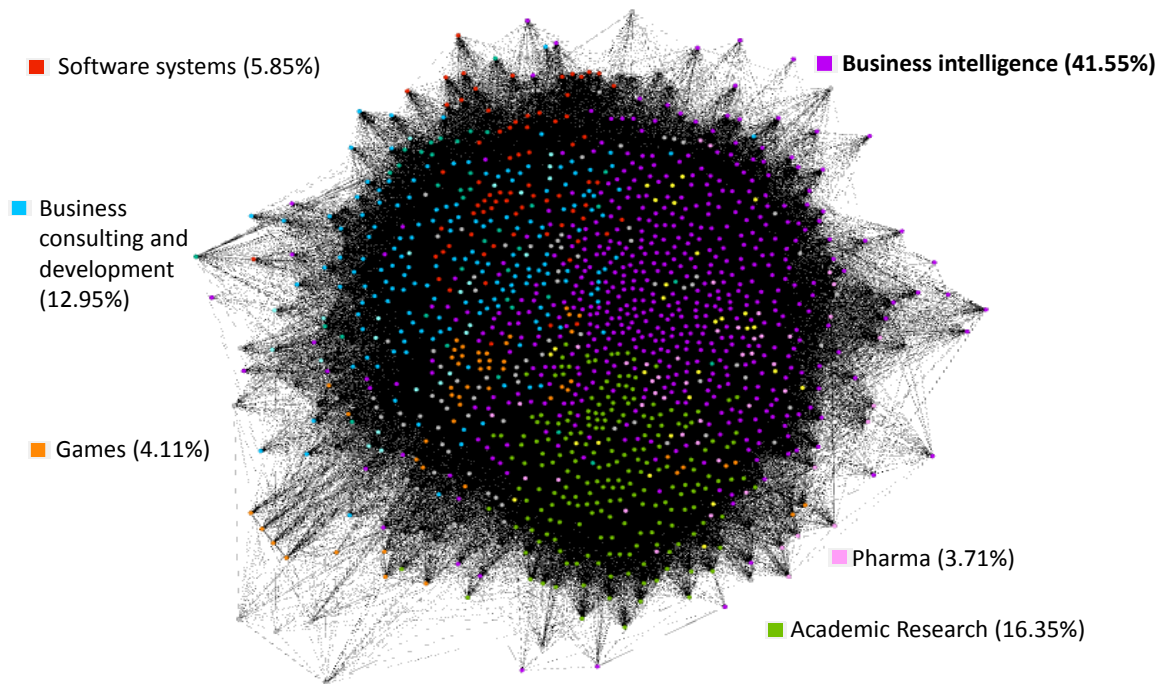 Software systems (5.85%)
Business intelligence (41.55%)
Business
consulting and
development
(12.95%)
Games (4.11%)
Pharma (3.71%)
Academic Research (16.35%)